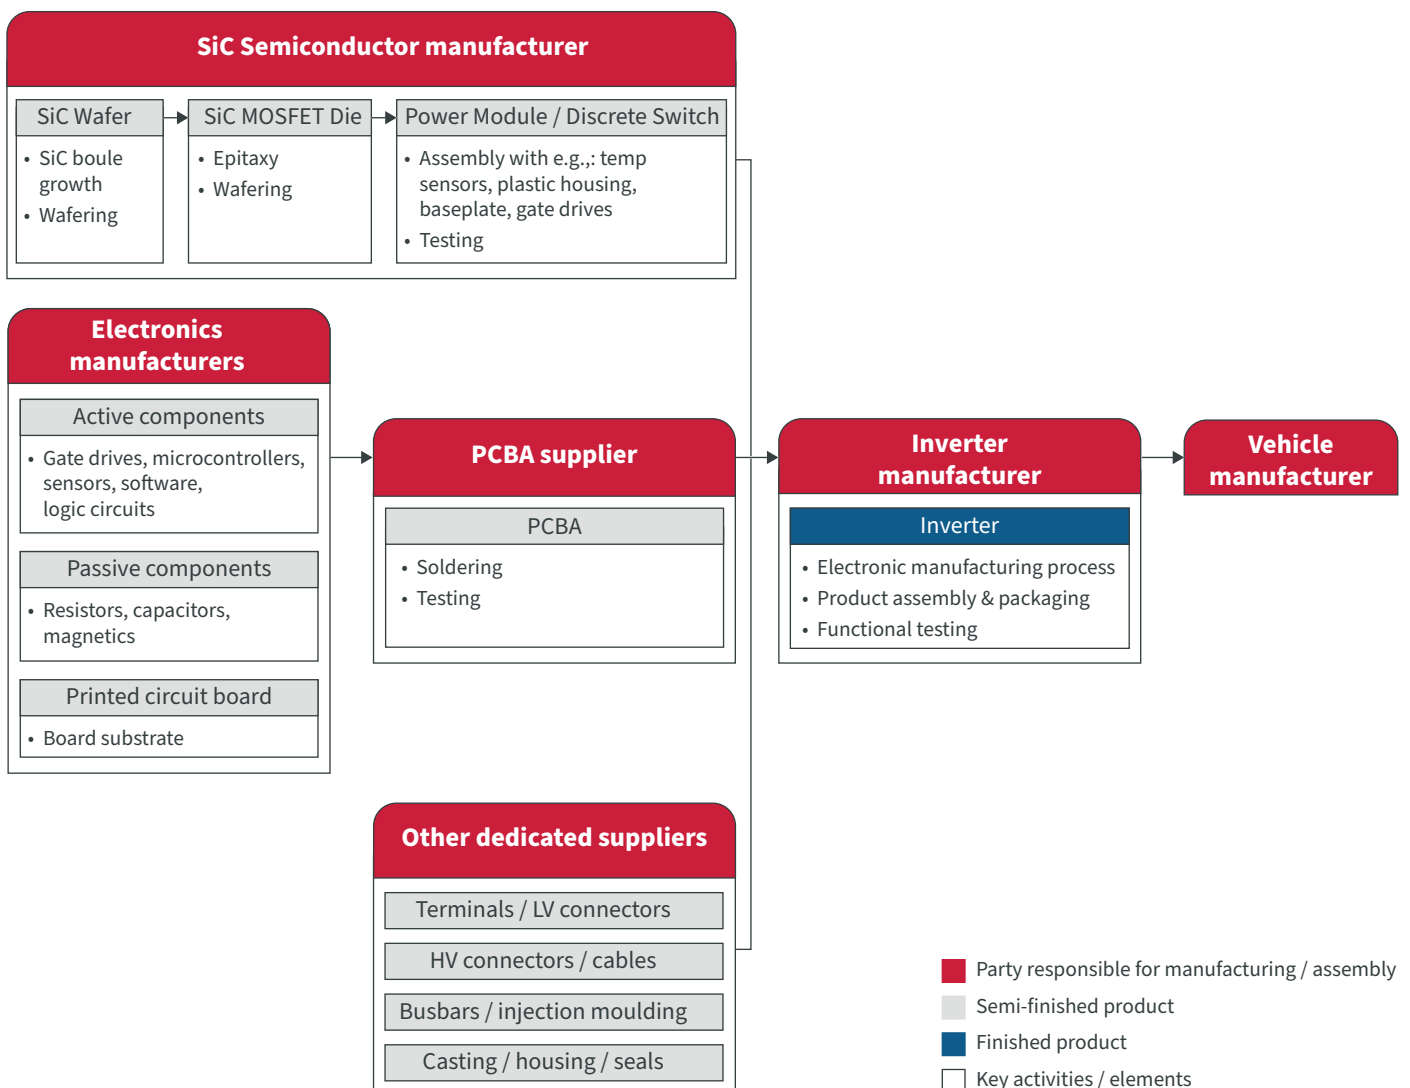 SiC Semiconductor manufacturer
SiC Wafer
• SiC boule
growth
• Wafering
SiC MOSFET Die
• Epitaxy
• Wafering
Power Module / Discrete Switch
• Assembly with e.g.,: temp
sensors, plastic housing,
baseplate, gate drives
• Testing
Electronics
manufacturers
Active components
• Gate drives, microcontrollers,
sensors, software,
logic circuits
Passive components
• Resistors, capacitors,
magnetics
Printed circuit board
• Board substrate
PCBA supplier
PCBA
• Soldering
• Testing
Inverter
manufacturer
Inverter
• Electronic manufacturing process
• Product assembly & packaging
• Functional testing
Vehicle
manufacturer
Other dedicated suppliers
Terminals / LV connectors
HV connectors / cables
Busbars / injection moulding
Casting / housing / seals
Party responsible for manufacturing / assembly
Semi-finished product
Finished product
Key activities / elements